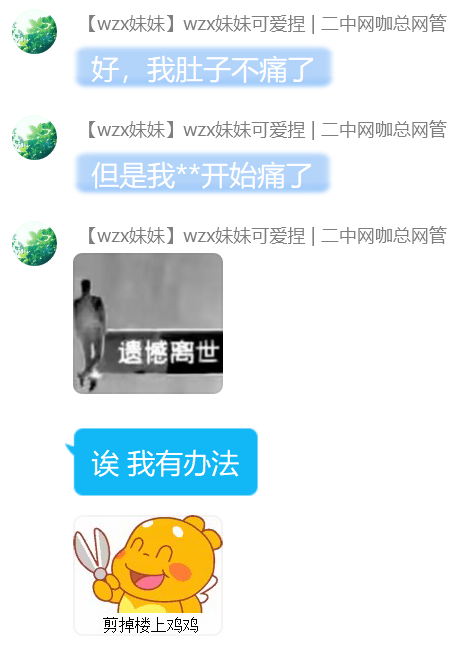 【wzx妹妹】wzx妹妹可爱捏 | 二中网咖总网管
好，我肚子不痛了
【wzx妹妹】wzx妹妹可爱捏 | 二中网咖总网管
但是我**开始痛了
【wzx妹妹】wzx妹妹可爱捏 | 二中网咖总网管
遗憾离世
诶 我有办法
剪掉楼上鸡鸡